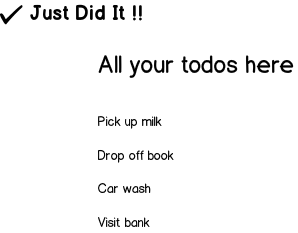 Just Did It !!
All your todos here
Pick up milk
Drop off book
Car wash
Visit bank